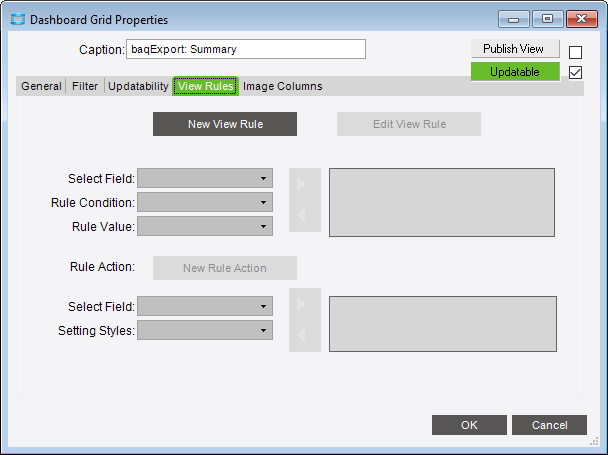 Dashboard Grid Properties
Caption: baqExport: Summary
Publish View
Updatable
General Filter Updatability View Rules Image Columns
New View Rule Edit View Rule
Select Field:
Rule Condition:
Rule Value:
Rule Action: New Rule Action
Select Field:
Setting Styles:
OK Cancel